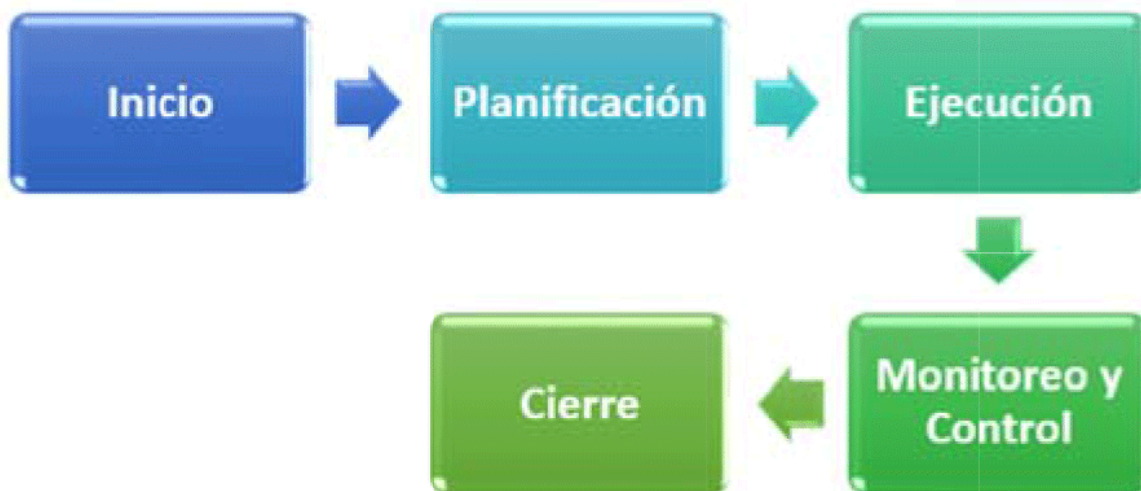 Inicio
Planificación
Ejecución
Monitoreo y
Control
Cierre